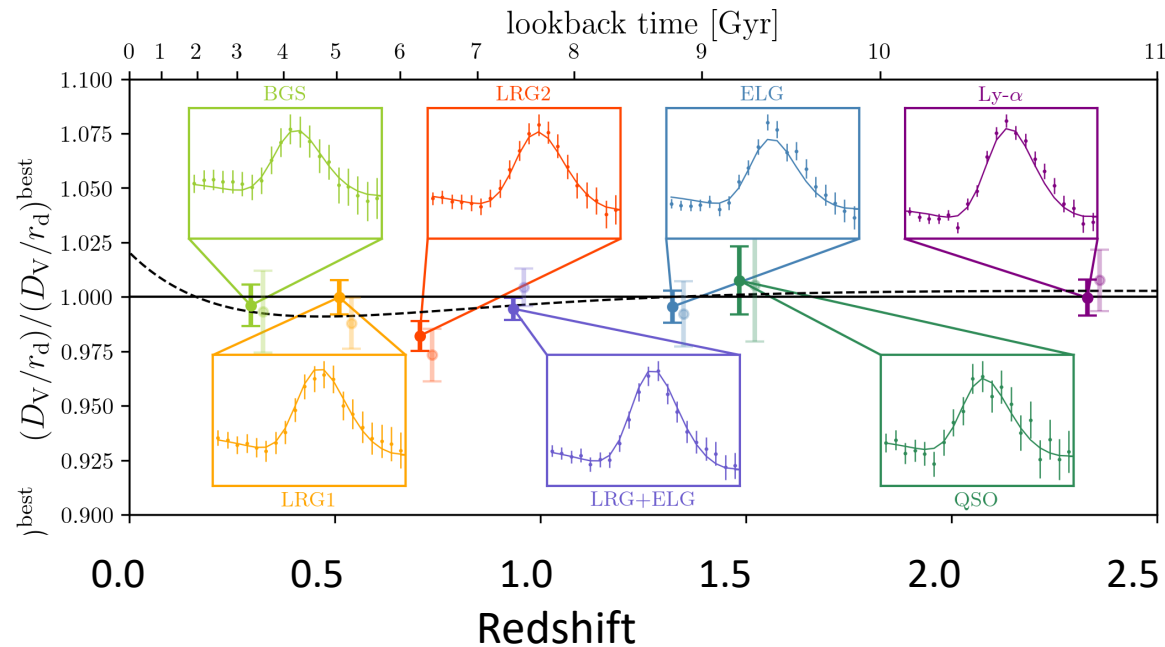 lookback time [Gyr]
0 1 2 3 4 5 6 7 8 9 10 11
1.100
1.075
1.050
1.025
1.000
0.975
0.950
0.925
0.900
(D_V/r_d)/(D_V/r_d)^best
)^best
BGS
LRG2
ELG
Ly-α
LRG1
LRG+ELG
QSO
0.0 0.5 1.0 1.5 2.0 2.5
Redshift